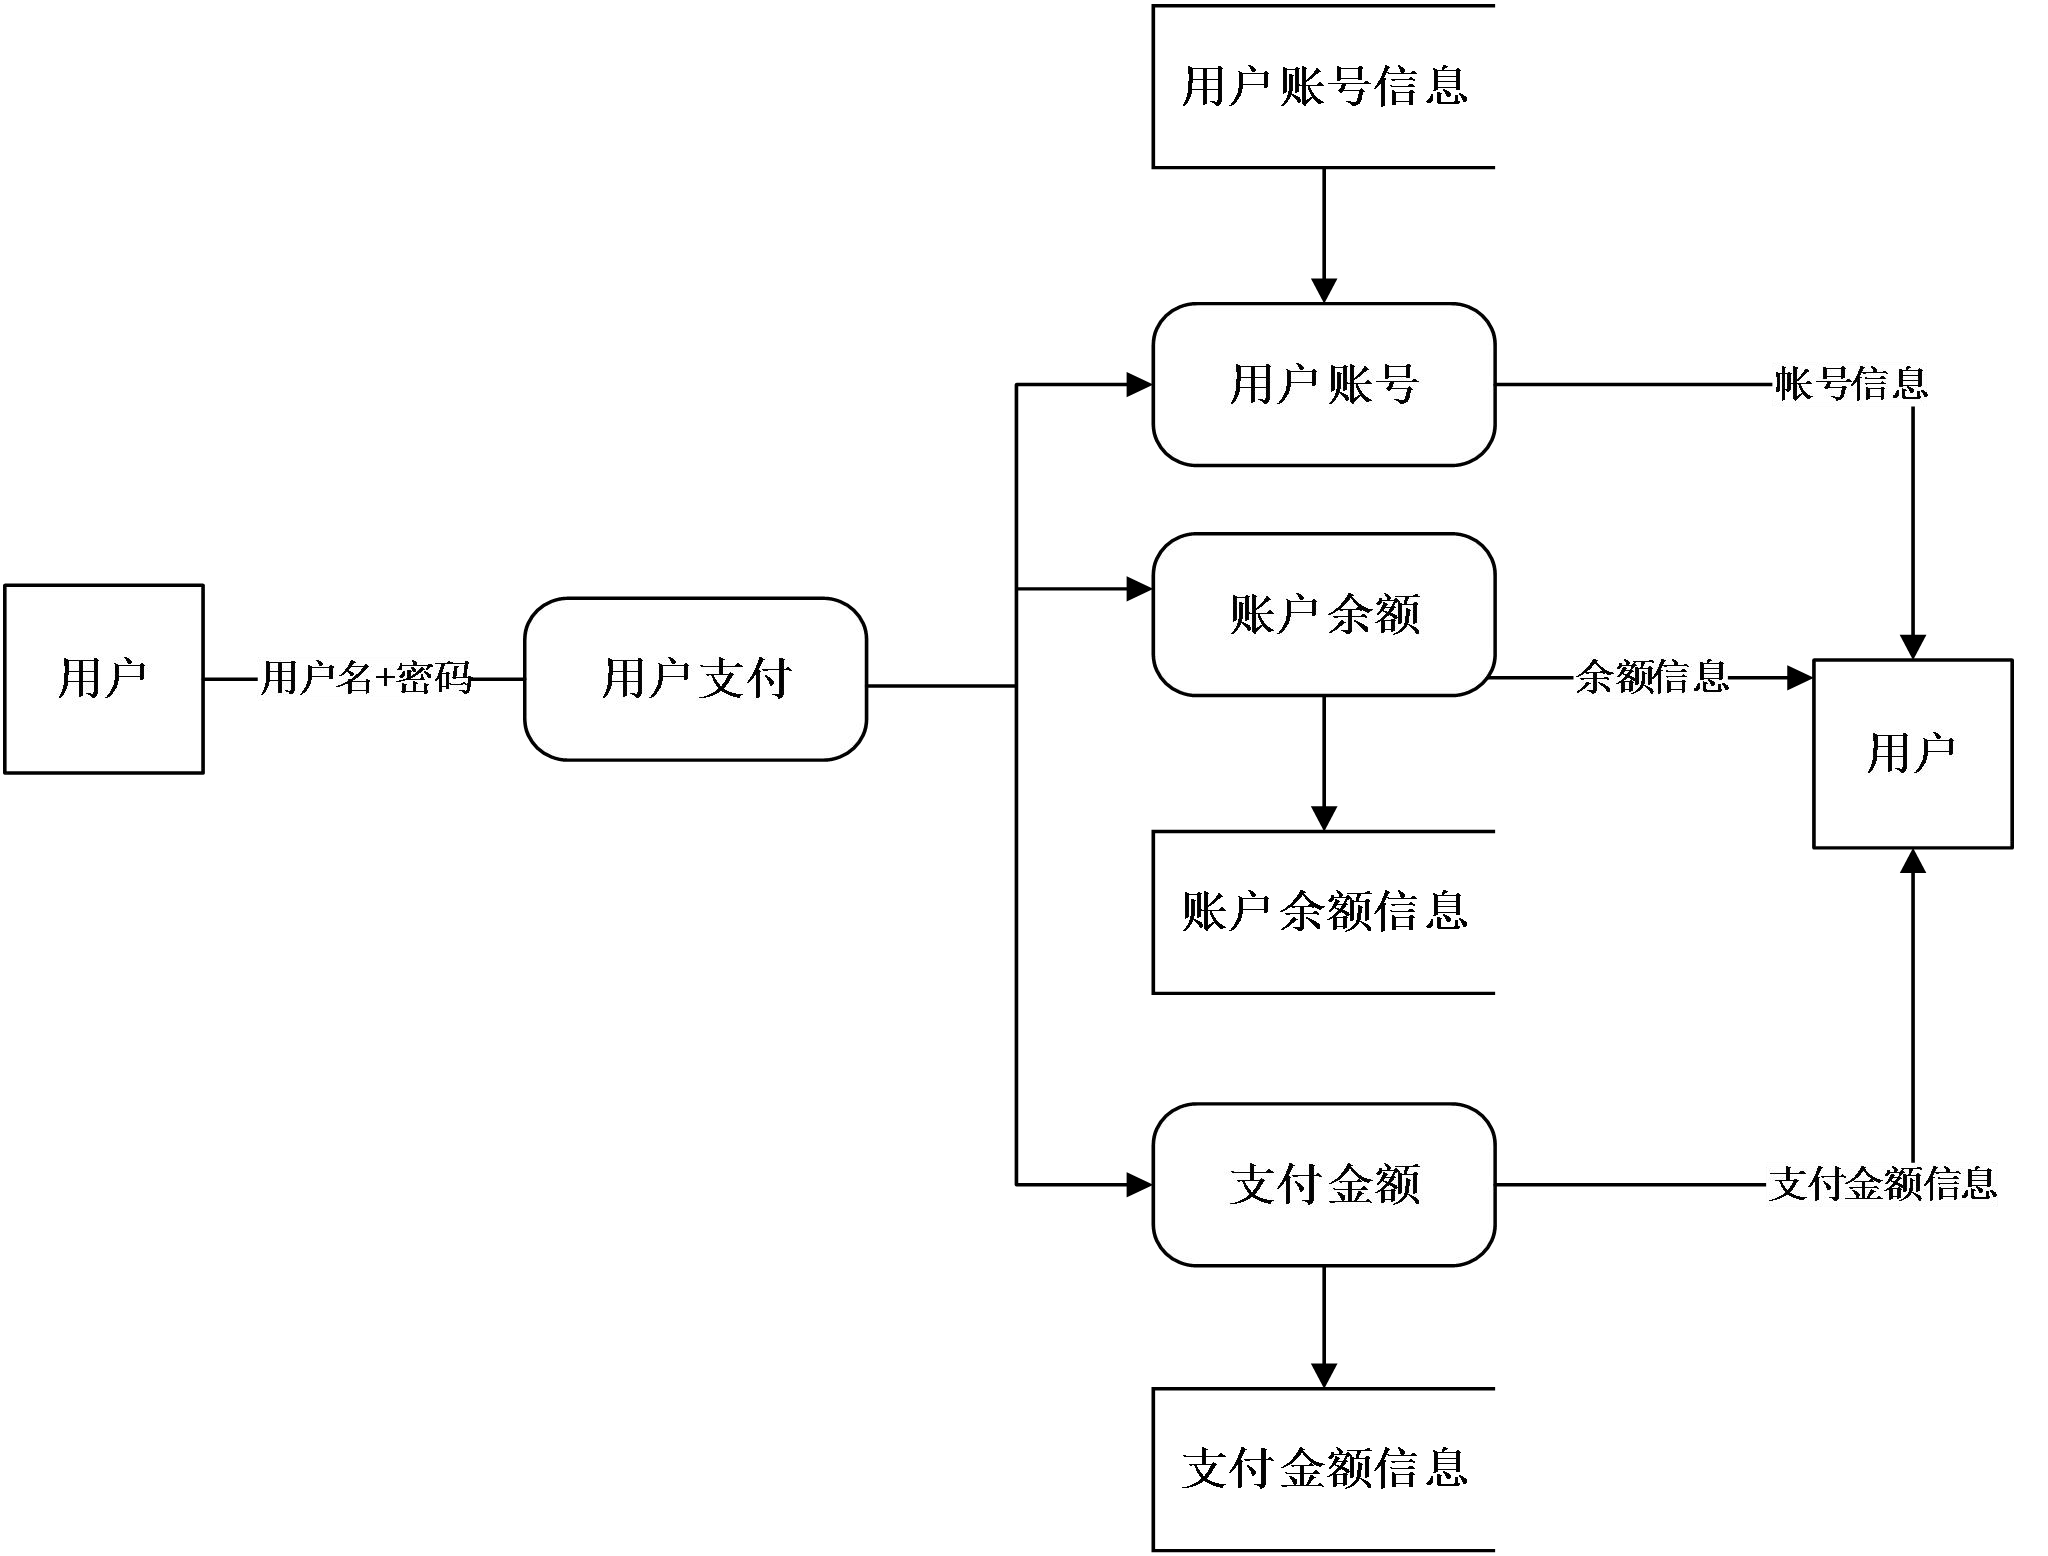 用户账号信息
用户账号
帐号信息
账户余额
用户
用户名+密码
用户支付
余额信息
用户
账户余额信息
支付金额
支付金额信息
支付金额信息